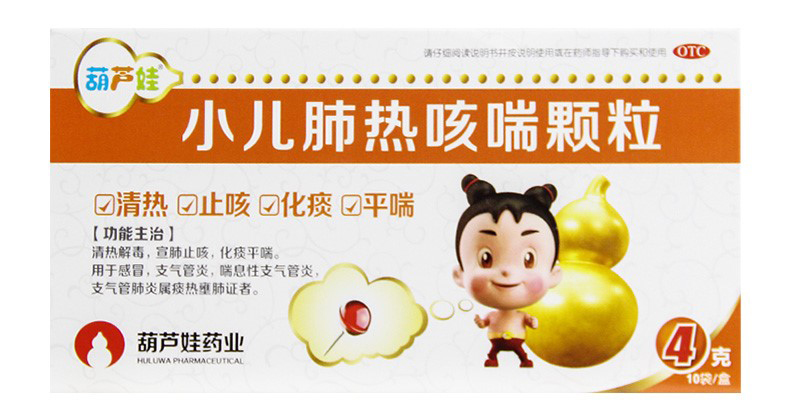 请仔细阅读说明书并按说明使用或在药师指导下购买和使用 OTC
葫芦娃®
小儿肺热咳喘颗粒
清热 止咳 化痰 平喘
【功能主治】
清热解毒，宣肺止咳，化痰平喘。
用于感冒，支气管炎，喘息性支气管炎，
支气管肺炎属痰热壅肺证者。
葫芦娃药业
HULUWA PHARMACEUTICAL
4克
10袋/盒